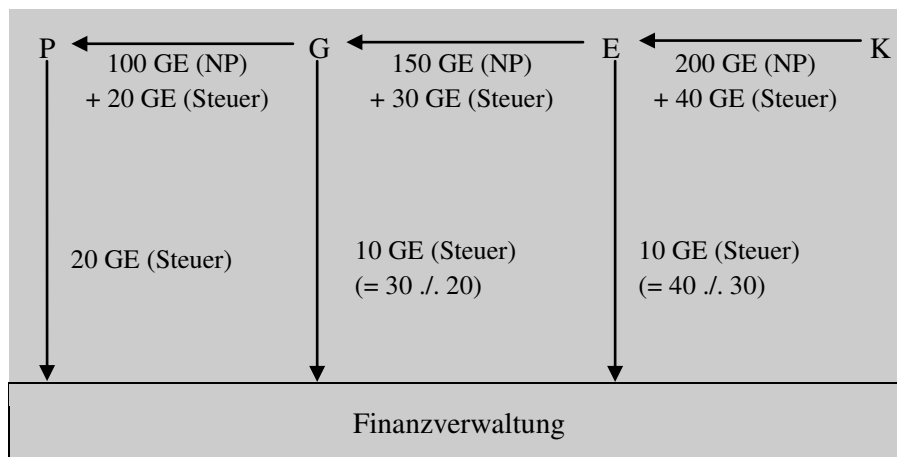 P G E K
100 GE (NP) 150 GE (NP) 200 GE (NP)
+ 20 GE (Steuer) + 30 GE (Steuer) + 40 GE (Steuer)
20 GE (Steuer) 10 GE (Steuer) 10 GE (Steuer)
(= 30 ./. 20) (= 40 ./. 30)
Finanzverwaltung